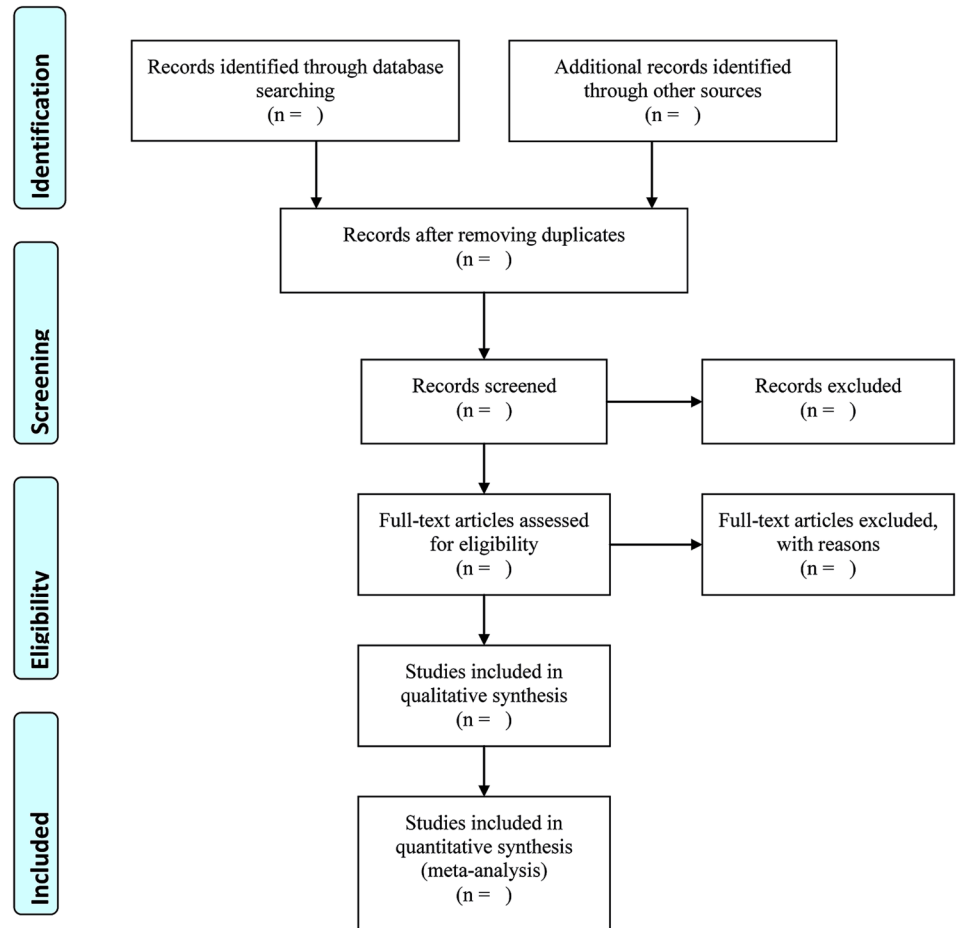 Identification
Records identified through database
searching
(n =   )
Additional records identified
through other sources
(n =   )
Records after removing duplicates
(n =   )
Screening
Records screened
(n =   )
Records excluded
(n =   )
Eligibility
Full-text articles assessed
for eligibility
(n =   )
Full-text articles excluded,
with reasons
(n =   )
Studies included in
qualitative synthesis
(n =   )
Included
Studies included in
quantitative synthesis
(meta-analysis)
(n =   )